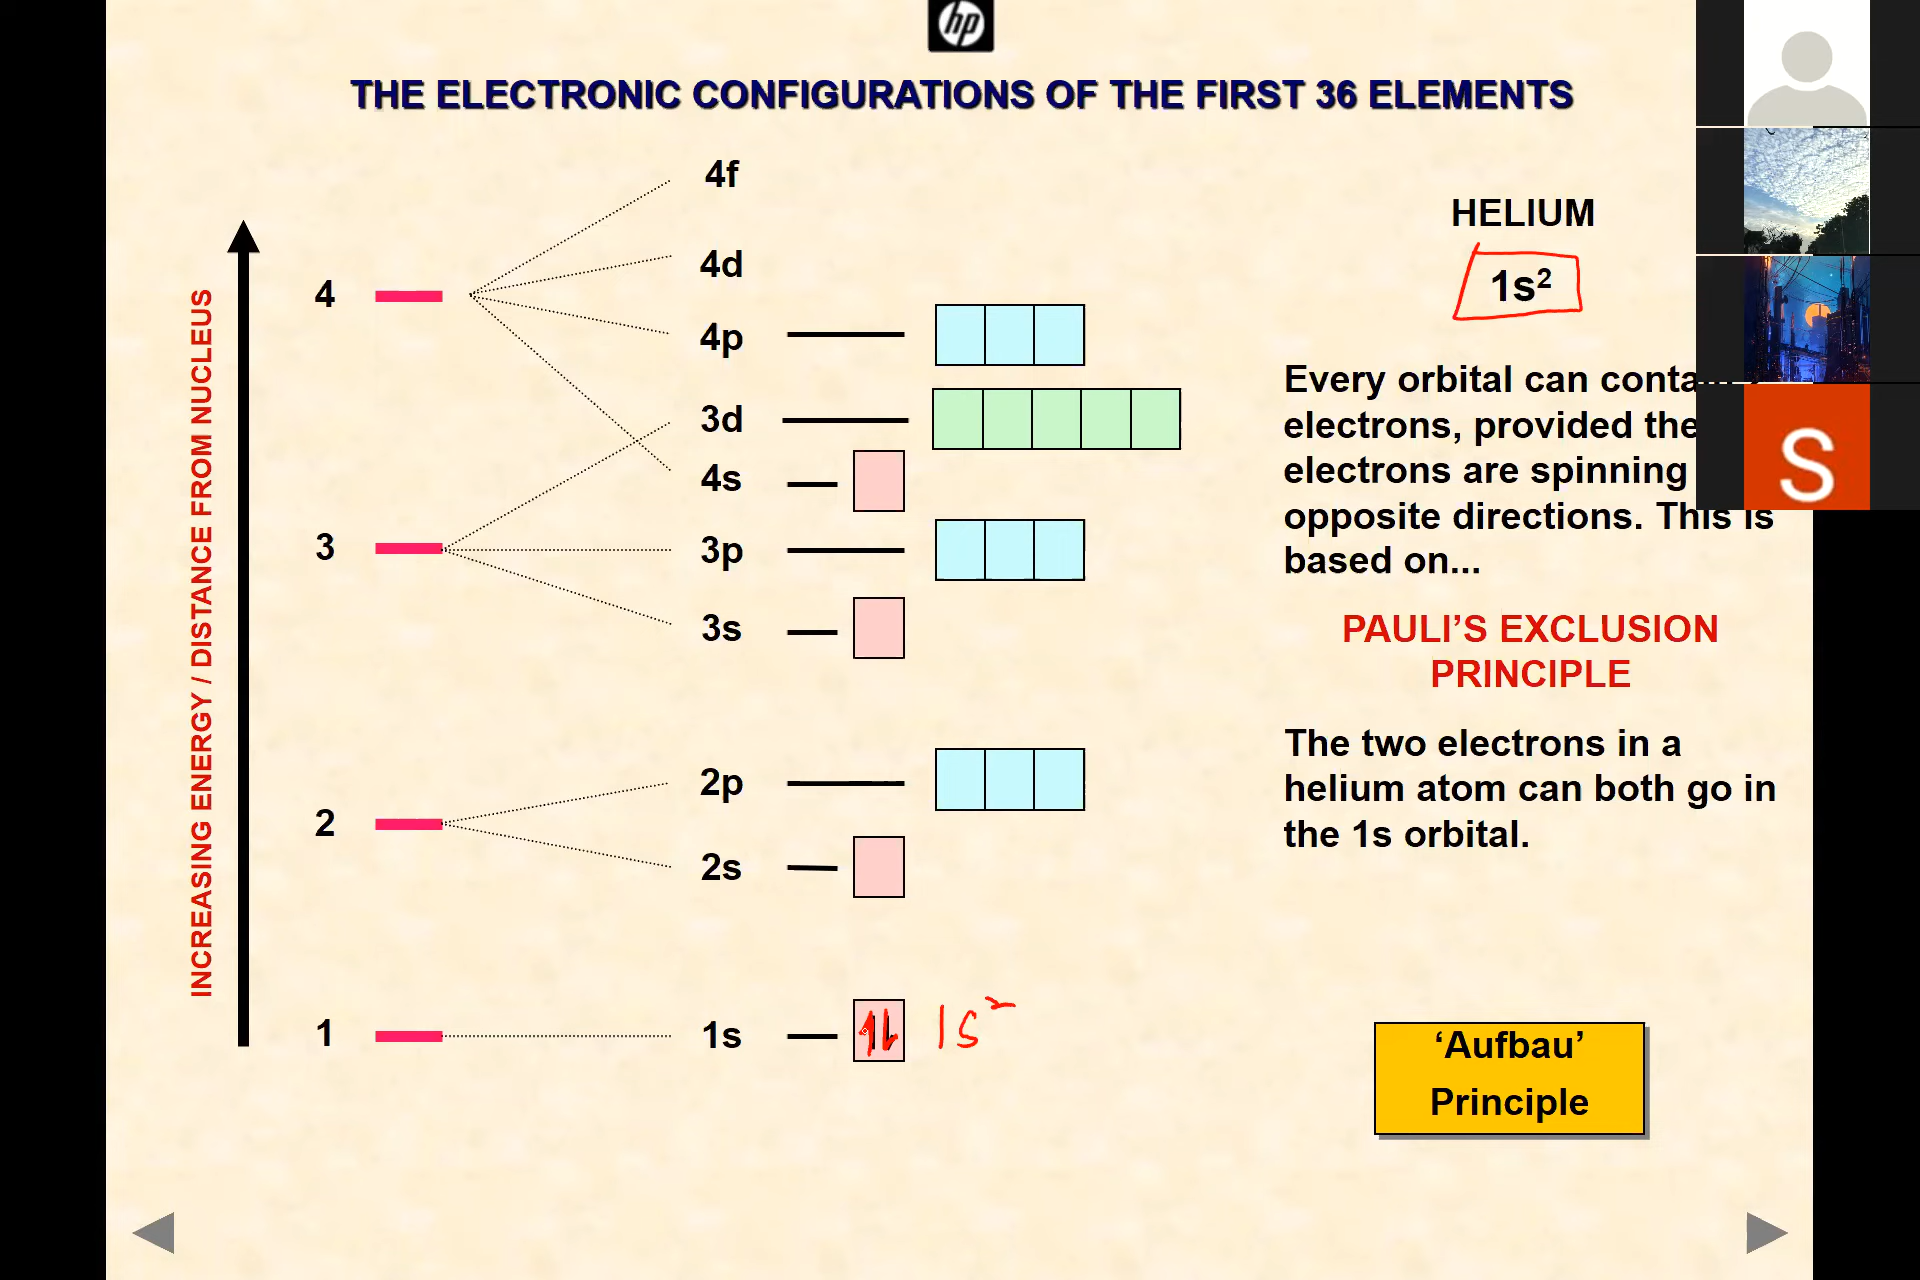 hp
THE ELECTRONIC CONFIGURATIONS OF THE FIRST 36 ELEMENTS
INCREASING ENERGY / DISTANCE FROM NUCLEUS
4f
4d
4
4p
3d
4s
3
3p
3s
2p
2
2s
1
1s
1s²
HELIUM
1s²
Every orbital can
electrons, provided the
electrons are spinning
opposite directions. This is
based on...
PAULI’S EXCLUSION
PRINCIPLE
The two electrons in a
helium atom can both go in
the 1s orbital.
‘Aufbau’
Principle
S